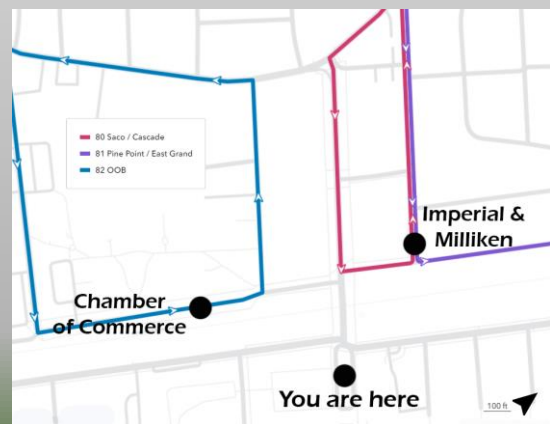 80 Saco / Cascade
81 Pine Point / East Grand
82 OOB
Imperial &
Milliken
Chamber
of Commerce
You are here
100 ft